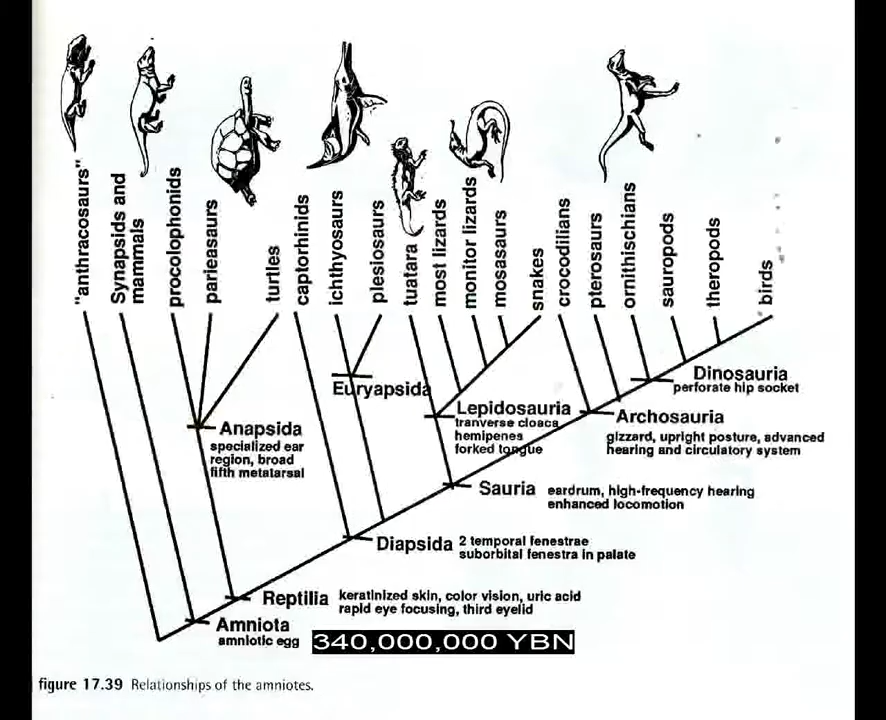 "anthracosaurs"
Synapsids and
mammals
procolophonids
parieasaurs
turtles
captorhinids
ichthyosaurs
plesiosaurs
tuatara
most lizards
monitor lizards
mosasaurs
snakes
crocodilians
pterosaurs
ornithischians
sauropods
theropods
birds
Dinosauria
perforate hip socket
Euryapsida
Lepidosauria
tranverse cloaca
hemipenes
forked tongue
Archosauria
gizzard, upright posture, advanced
hearing and circulatory system
Anapsida
specialized ear
region, broad
fifth metatarsal
Sauria
eardrum, high-frequency hearing
enhanced locomotion
Diapsida
2 temporal fenestrae
suborbital fenestra in palate
Reptilia
keratinized skin, color vision, uric acid
rapid eye focusing, third eyelid
Amniota
amniotic egg
340,000,000 YBN
figure 17.39 Relationships of the amniotes.